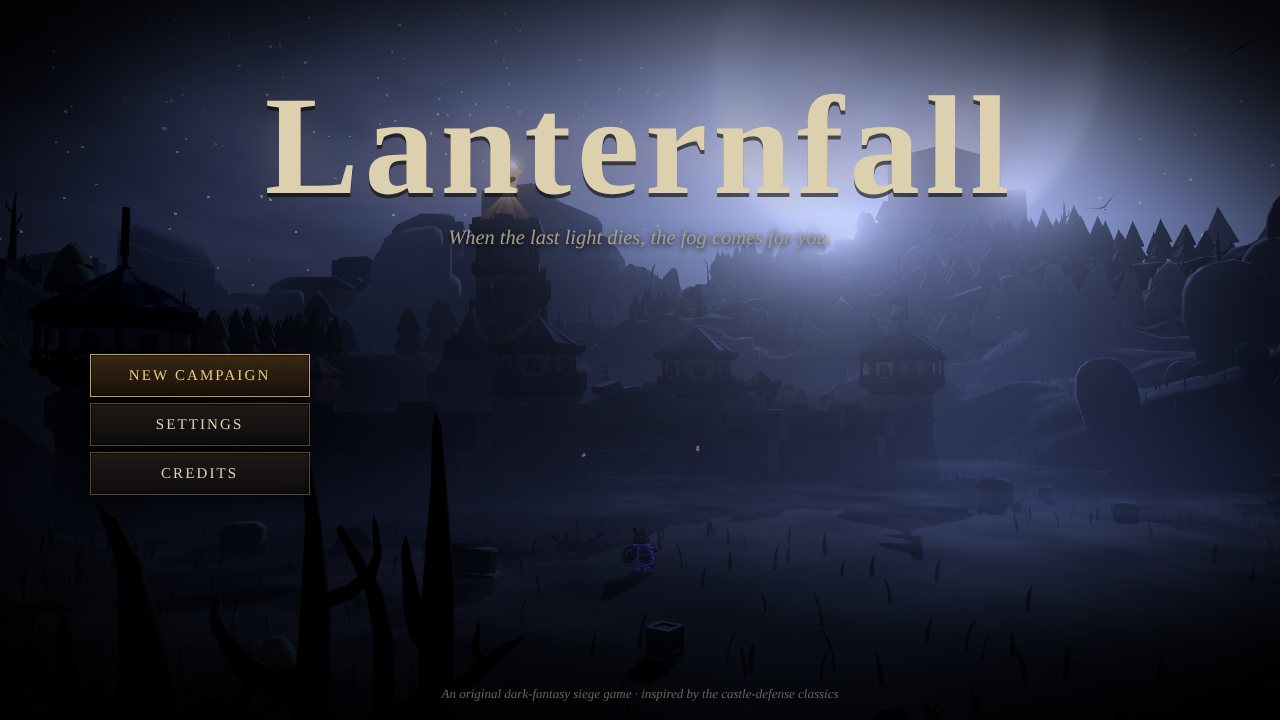 Lanternfall
When the last light dies, the fog comes for you.
NEW CAMPAIGN
SETTINGS
CREDITS
An original dark-fantasy siege game · inspired by the castle-defense classics